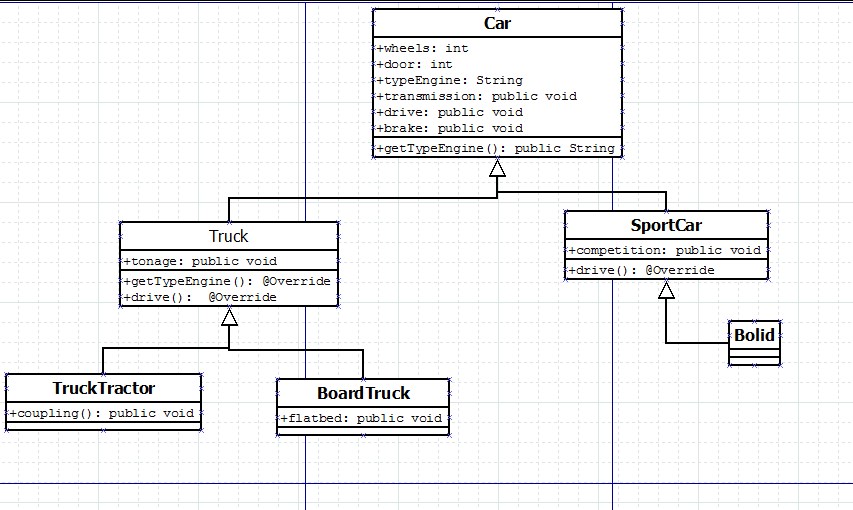 Car
+wheels: int
+door: int
+typeEngine: String
+transmission: public void
+drive: public void
+brake: public void
+getTypeEngine(): public String
Truck
+tonage: public void
+getTypeEngine(): @Override
+drive(): @Override
SportCar
+competition: public void
+drive(): @Override
Bolid
TruckTractor
+coupling(): public void
BoardTruck
+flatbed: public void